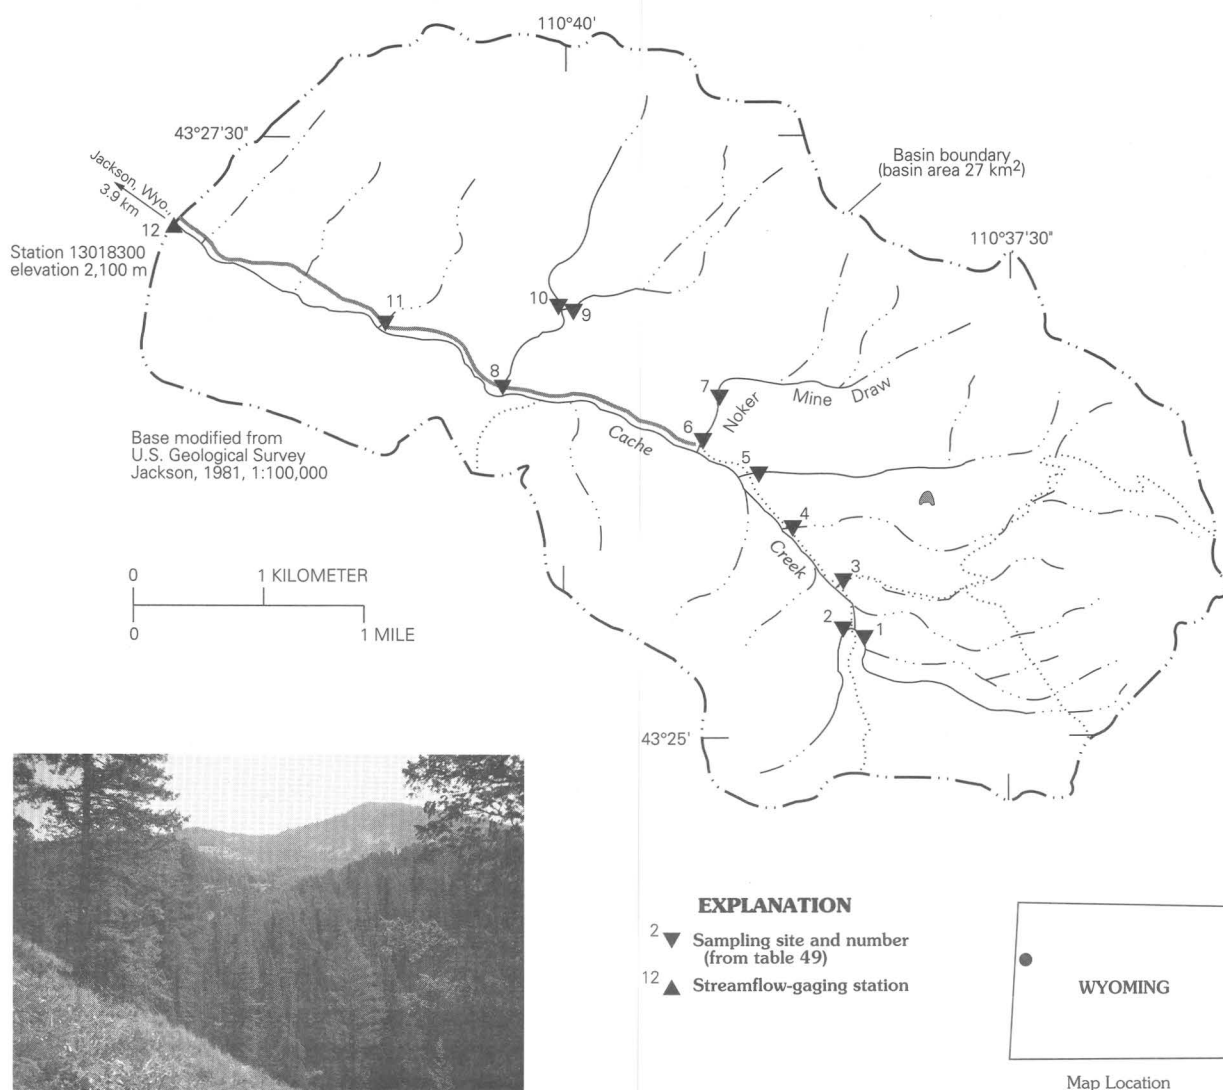 110°40'
43°27'30"
Basin boundary
(basin area 27 km²)
Jackson, Wyo.,
3.9 km
12
Station 13018300
elevation 2,100 m
110°37'30"
11
10
9
8
7
Noker Mine Draw
6
Cache
5
Base modified from
U.S. Geological Survey
Jackson, 1981, 1:100,000
4
Creek
3
0 1 KILOMETER
2
1
0 1 MILE
43°25'
EXPLANATION
2 Sampling site and number
(from table 49)
12 Streamflow-gaging station
WYOMING
Map Location